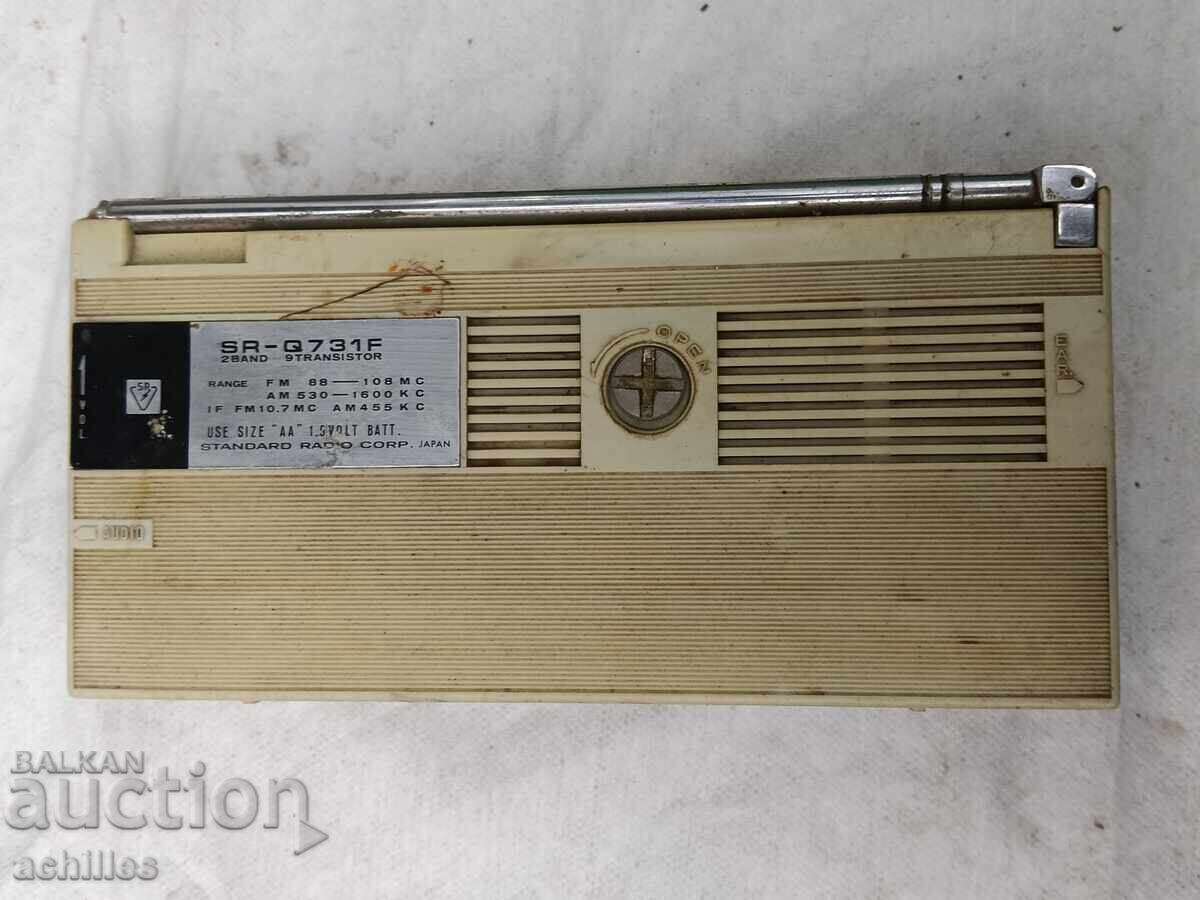 SR-Q731F
2BAND 9TRANSISTOR
RANGE FM 88—108 MC
AM 530—1600 KC
IF FM10.7MC AM455KC
USE SIZE "AA" 1.5VOLT BATT.
STANDARD RADIO CORP. JAPAN
SR
OPEN
EAR
AUDIO
BALKAN
auction
achilles